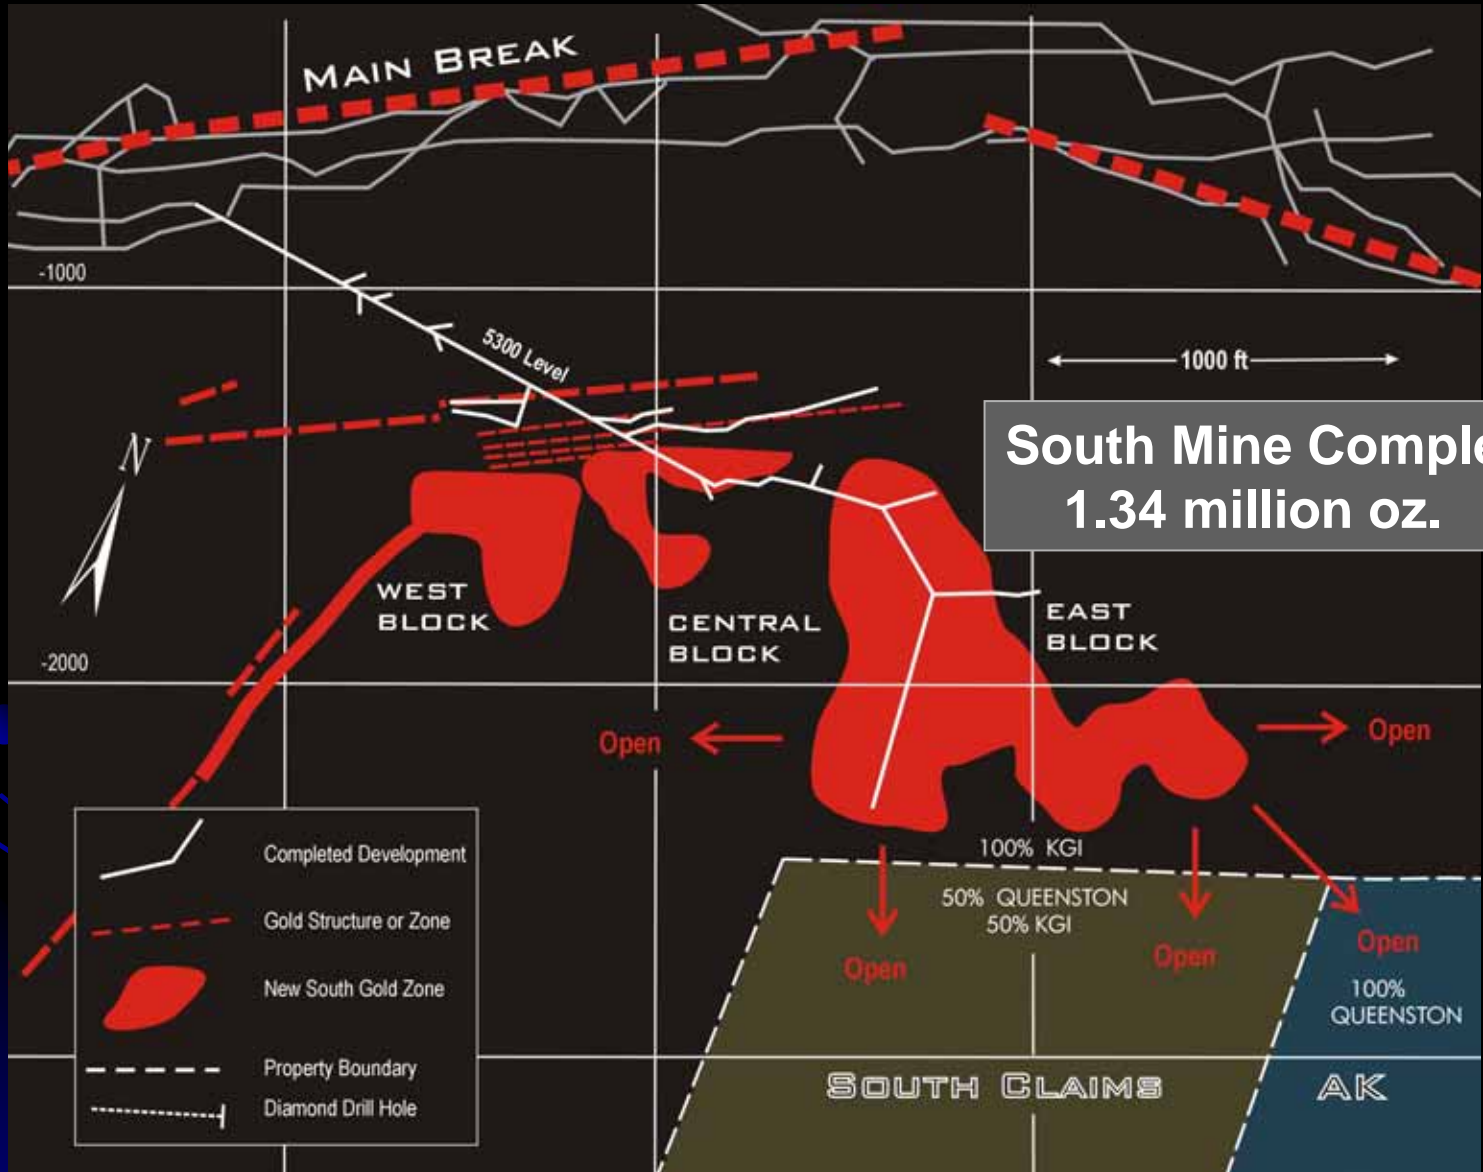 MAIN BREAK
-1000
5300 Level
1000 ft
South Mine Comple
1.34 million oz.
N
WEST
BLOCK
CENTRAL
BLOCK
EAST
BLOCK
-2000
Open
Open
Completed Development
Gold Structure or Zone
New South Gold Zone
Property Boundary
Diamond Drill Hole
100% KGI
50% QUEENSTON
50% KGI
Open
Open
Open
100%
QUEENSTON
SOUTH CLAIMS
AK